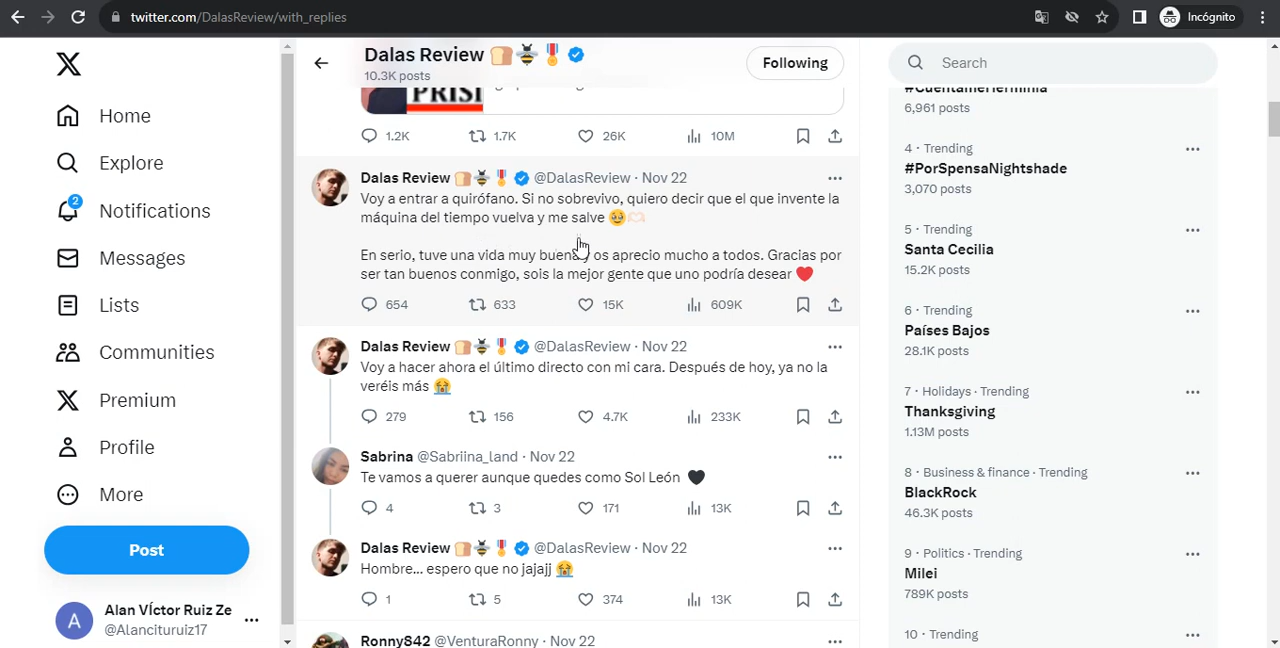 twitter.com/DalasReview/with_replies
Incógnito
Home
Explore
2
Notifications
Messages
Lists
Communities
Premium
Profile
More
Post
A
Alan VÍctor Ruiz Ze
@Alancituruiz17
Dalas Review
10.3K posts
Following
PRISI
1.2K 1.7K 26K 10M
Dalas Review @DalasReview · Nov 22
Voy a entrar a quirófano. Si no sobrevivo, quiero decir que el que invente la
máquina del tiempo vuelva y me salve 🥹🫶🏻
En serio, tuve una vida muy buena y os aprecio mucho a todos. Gracias por
ser tan buenos conmigo, sois la mejor gente que uno podría desear ❤️
654 633 15K 609K
Dalas Review @DalasReview · Nov 22
Voy a hacer ahora el último directo con mi cara. Después de hoy, ya no la
veréis más 😭
279 156 4.7K 233K
Sabrina @Sabriina_land · Nov 22
Te vamos a querer aunque quedes como Sol León 🖤
4 3 171 13K
Dalas Review @DalasReview · Nov 22
Hombre... espero que no jajajj 😭
1 5 374 13K
Ronny842 @VenturaRonny · Nov 22
Search
6,961 posts
4 · Trending
#PorSpensaNightshade
3,070 posts
5 · Trending
Santa Cecilia
15.2K posts
6 · Trending
Países Bajos
28.1K posts
7 · Holidays · Trending
Thanksgiving
1.13M posts
8 · Business & finance · Trending
BlackRock
46.3K posts
9 · Politics · Trending
Milei
789K posts
10 · Trending